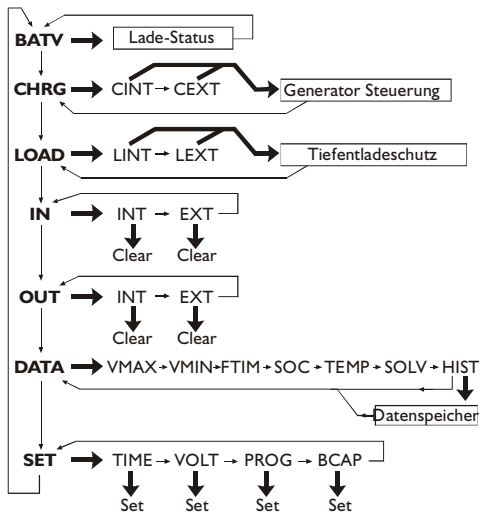 BATV Lade-Status
CHRG CINT CEXT Generator Steuerung
LOAD LINT LEXT Tiefentladeschutz
IN INT EXT
Clear Clear
OUT INT EXT
Clear Clear
DATA VMAX VMIN FTIM SOC TEMP SOLV HIST
Datenspeicher
SET TIME VOLT PROG BCAP
Set Set Set Set